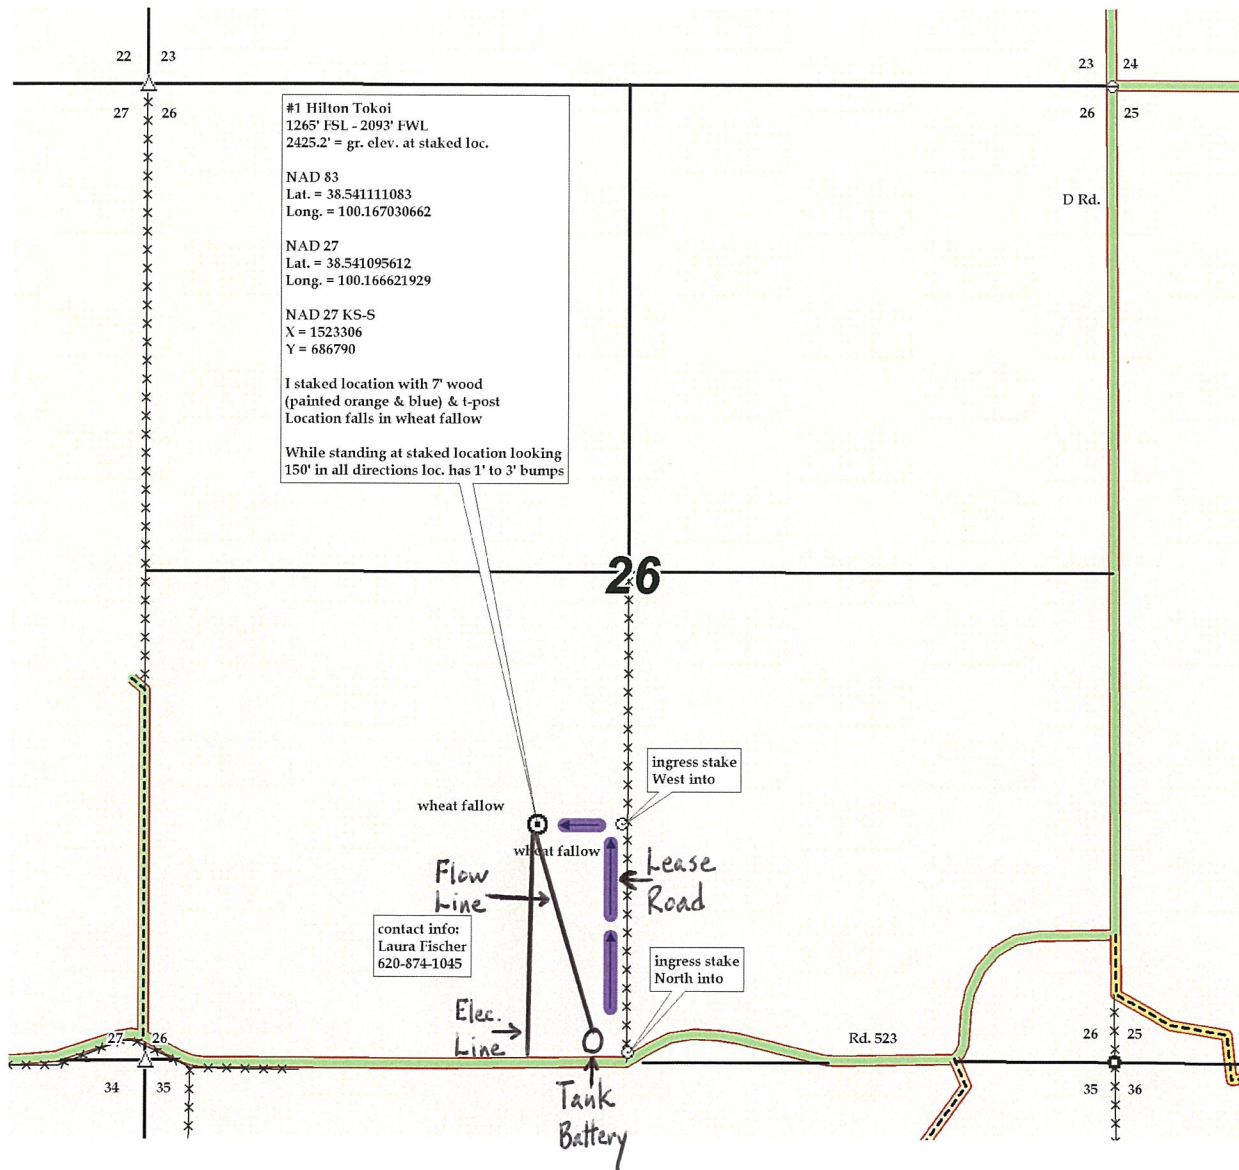 22 23
23 24
27 26
26 25
#1 Hilton Tokoi
1265' FSL - 2093' FWL
2425.2' = gr. elev. at staked loc.
NAD 83
Lat. = 38.541111083
Long. = 100.167030662
NAD 27
Lat. = 38.541095612
Long. = 100.166621929
NAD 27 KS-S
X = 1523306
Y = 686790
I staked location with 7' wood
(painted orange & blue) & t-post
Location falls in wheat fallow
While standing at staked location looking
150' in all directions loc. has 1' to 3' bumps
D Rd.
26
ingress stake
West into
wheat fallow
wheat fallow
Flow
Line
Lease
Road
contact info:
Laura Fischer
620-874-1045
ingress stake
North into
Elec.
Line
27 26
Rd. 523
26 25
34 35
35 36
Tank
Battery